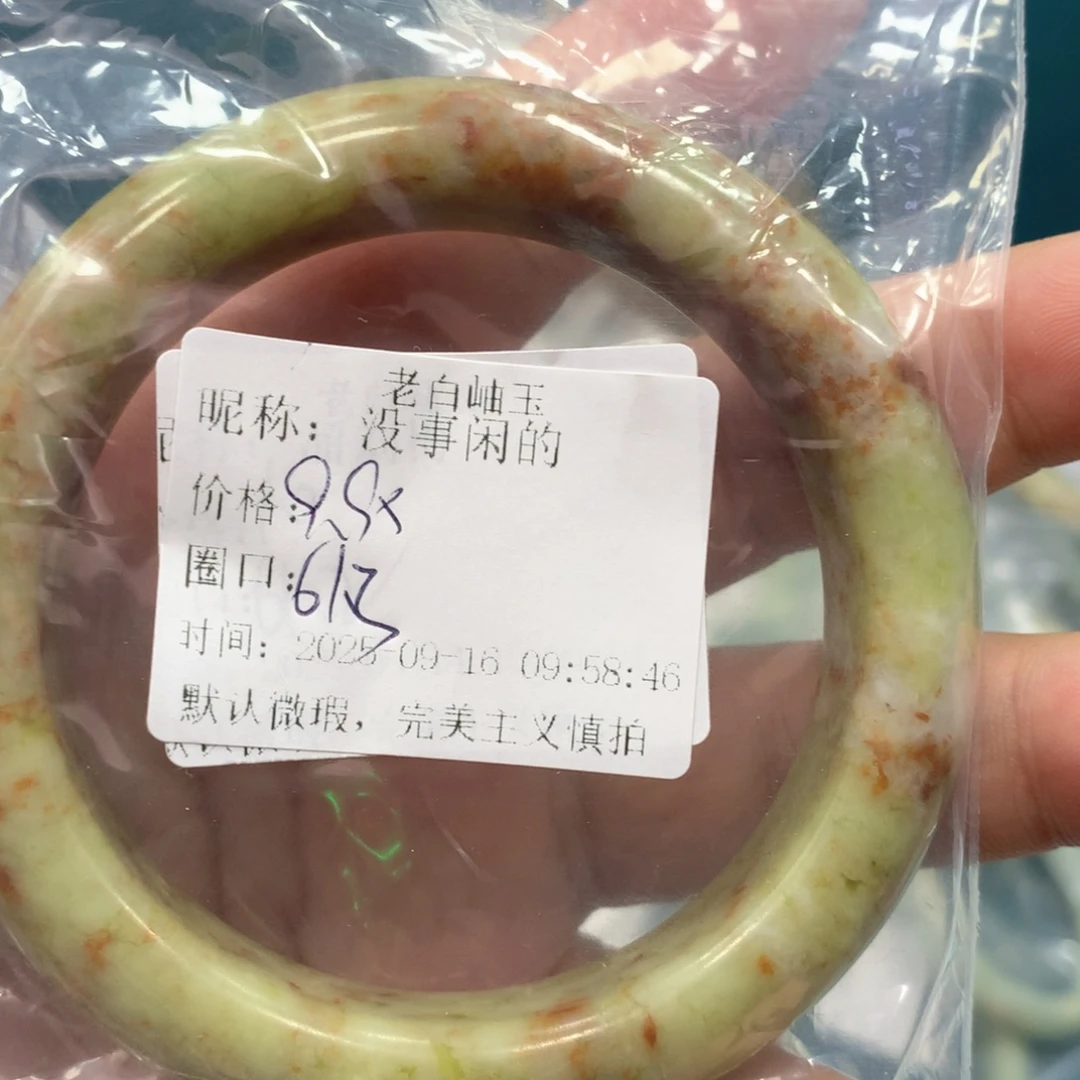 老白岫玉
昵称: 没事闲的
价格:
圈口:
时间: 2025-09-16 09:58:46
默认微瑕，完美主义慎拍